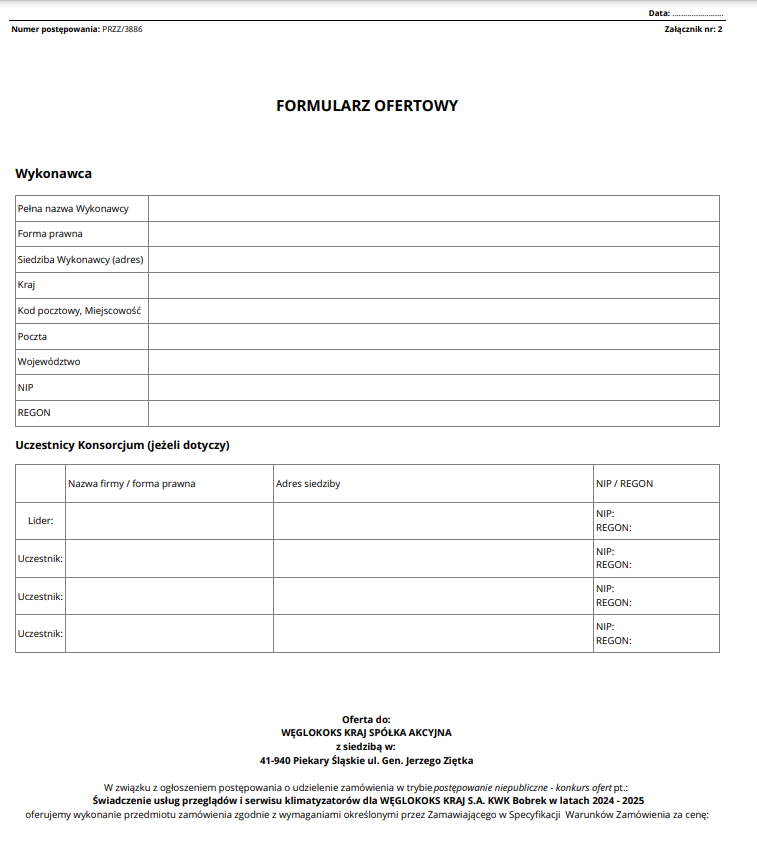 Data: ........................
Numer postępowania: PRZZ/3886 Załącznik nr: 2
FORMULARZ OFERTOWY
Wykonawca
Pełna nazwa Wykonawcy
Forma prawna
Siedziba Wykonawcy (adres)
Kraj
Kod pocztowy, Miejscowość
Poczta
Województwo
NIP
REGON
Uczestnicy Konsorcjum (jeżeli dotyczy)
Nazwa firmy / forma prawna Adres siedziby NIP / REGON
Lider: NIP:
REGON:
Uczestnik: NIP:
REGON:
Uczestnik: NIP:
REGON:
Uczestnik: NIP:
REGON:
Oferta do:
WĘGLOKOKS KRAJ SPÓŁKA AKCYJNA
z siedzibą w:
41-940 Piekary Śląskie ul. Gen. Jerzego Ziętka
W związku z ogłoszeniem postępowania o udzielenie zamówienia w trybie postępowanie niepubliczne - konkurs ofert pt.:
Świadczenie usług przeglądów i serwisu klimatyzatorów dla WĘGLOKOKS KRAJ S.A. KWK Bobrek w latach 2024 - 2025
oferujemy wykonanie przedmiotu zamówienia zgodnie z wymaganiami określonymi przez Zamawiającego w Specyfikacji Warunków Zamówienia za cenę: